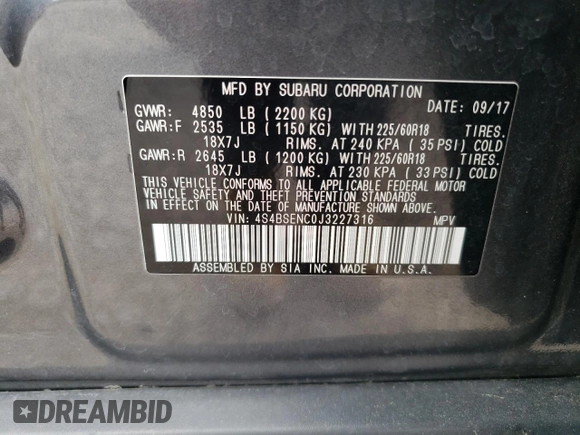 MFD BY SUBARU CORPORATION
GVWR: 4850 LB ( 2200 KG) DATE: 09/17
GAWR:F 2535 LB ( 1150 KG) WITH 225/60R18 TIRES.
18X7J RIMS. AT 240 KPA ( 35 PSI) COLD
GAWR:R 2645 LB ( 1200 KG) WITH 225/60R18 TIRES.
18X7J RIMS. AT 230 KPA ( 33 PSI) COLD
THIS VEHICLE CONFORMS TO ALL APPLICABLE FEDERAL MOTOR
VEHICLE SAFETY AND THEFT PREVENTION STANDARDS
IN EFFECT ON THE DATE OF MANUFACTURE SHOWN ABOVE.
VIN: 4S4BSENC0J3227316 MPV
ASSEMBLED BY SIA INC. MADE IN U.S.A.
DREAMBID